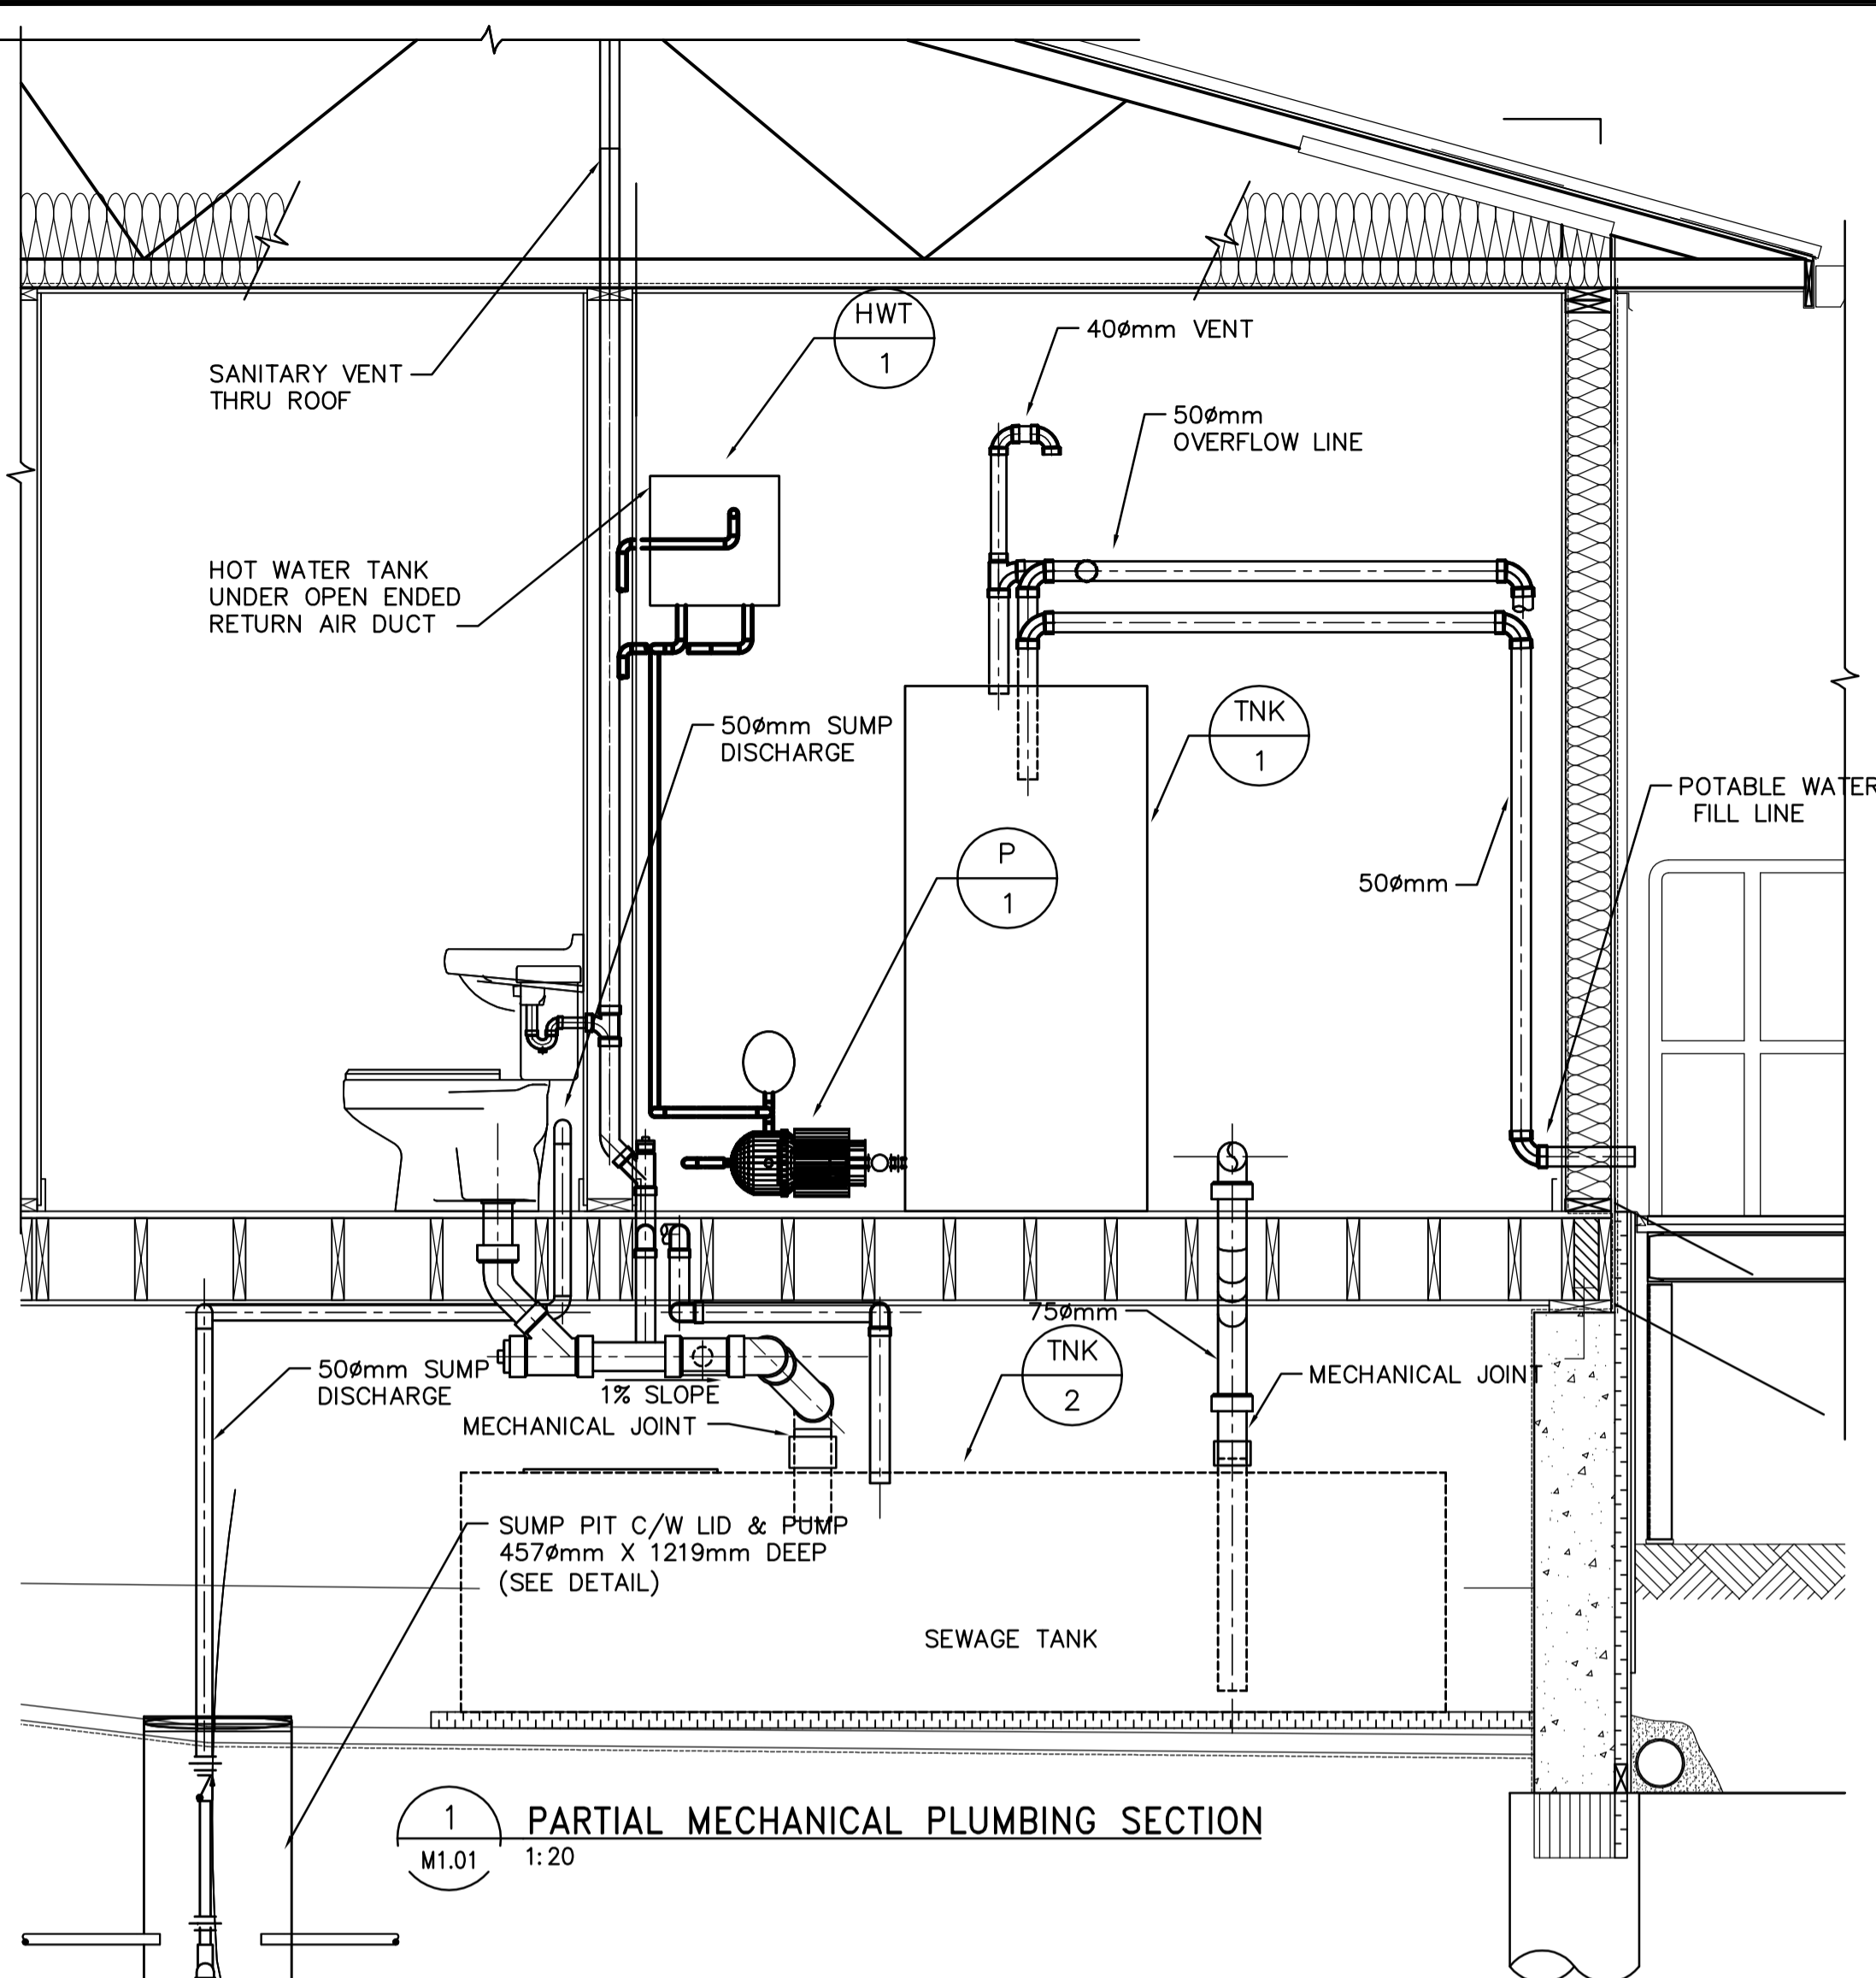 HWT
1
40ømm VENT
SANITARY VENT
THRU ROOF
50ømm
OVERFLOW LINE
HOT WATER TANK
UNDER OPEN ENDED
RETURN AIR DUCT
50ømm SUMP
DISCHARGE
TNK
1
POTABLE WATER
FILL LINE
P
1
50ømm
75ømm
TNK
2
50ømm SUMP
DISCHARGE
1% SLOPE
MECHANICAL JOINT
MECHANICAL JOINT
SUMP PIT C/W LID & PUMP
457ømm X 1219mm DEEP
(SEE DETAIL)
SEWAGE TANK
1
M1.01
PARTIAL MECHANICAL PLUMBING SECTION
1:20